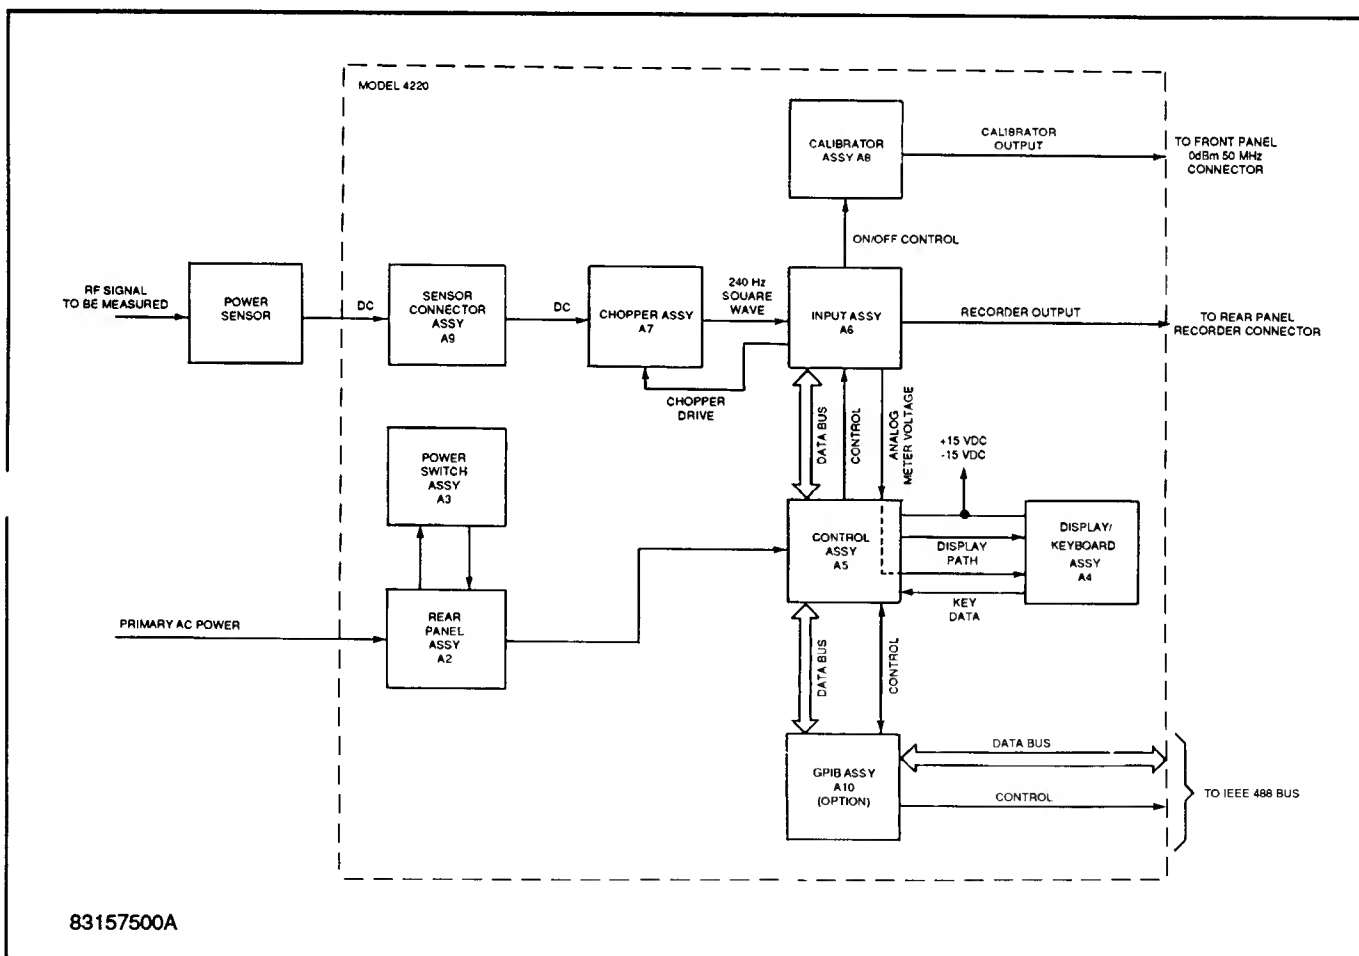 MODEL 4220
CALIBRATOR
ASSY A8
CALIBRATOR
OUTPUT
TO FRONT PANEL
0dBm 50 MHz
CONNECTOR
ON/OFF CONTROL
RF SIGNAL
TO BE MEASURED
POWER
SENSOR
DC
SENSOR
CONNECTOR
ASSY
A9
DC
CHOPPER ASSY
A7
240 Hz
SQUARE
WAVE
INPUT ASSY
A6
RECORDER OUTPUT
TO REAR PANEL
RECORDER CONNECTOR
CHOPPER
DRIVE
DATA BUS
CONTROL
ANALOG
METER VOLTAGE
+15 VDC
-15 VDC
POWER
SWITCH
ASSY
A3
CONTROL
ASSY
A5
DISPLAY
PATH
KEY
DATA
DISPLAY/
KEYBOARD
ASSY
A4
PRIMARY AC POWER
REAR
PANEL
ASSY
A2
DATA BUS
CONTROL
GPIB ASSY
A10
(OPTION)
DATA BUS
CONTROL
TO IEEE 488 BUS
83157500A